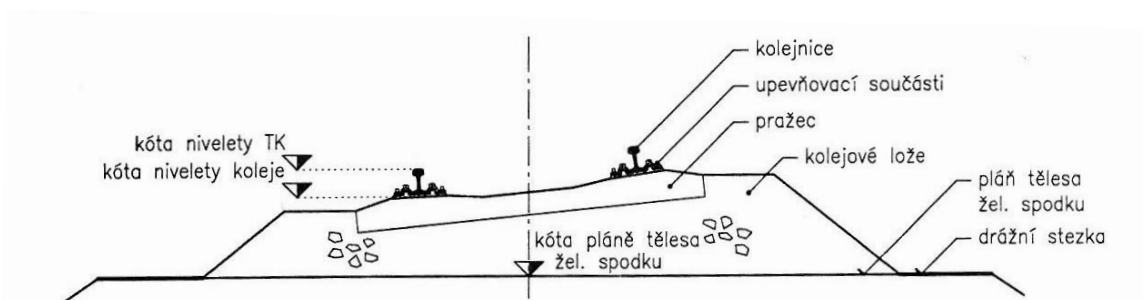 kolejnice
upevňovací součásti
pražec
kolejové lože
pláň tělesa
žel. spodku
drážní stezka
kóta nivelety TK
kóta nivelety koleje
kóta pláně tělesa
žel. spodku